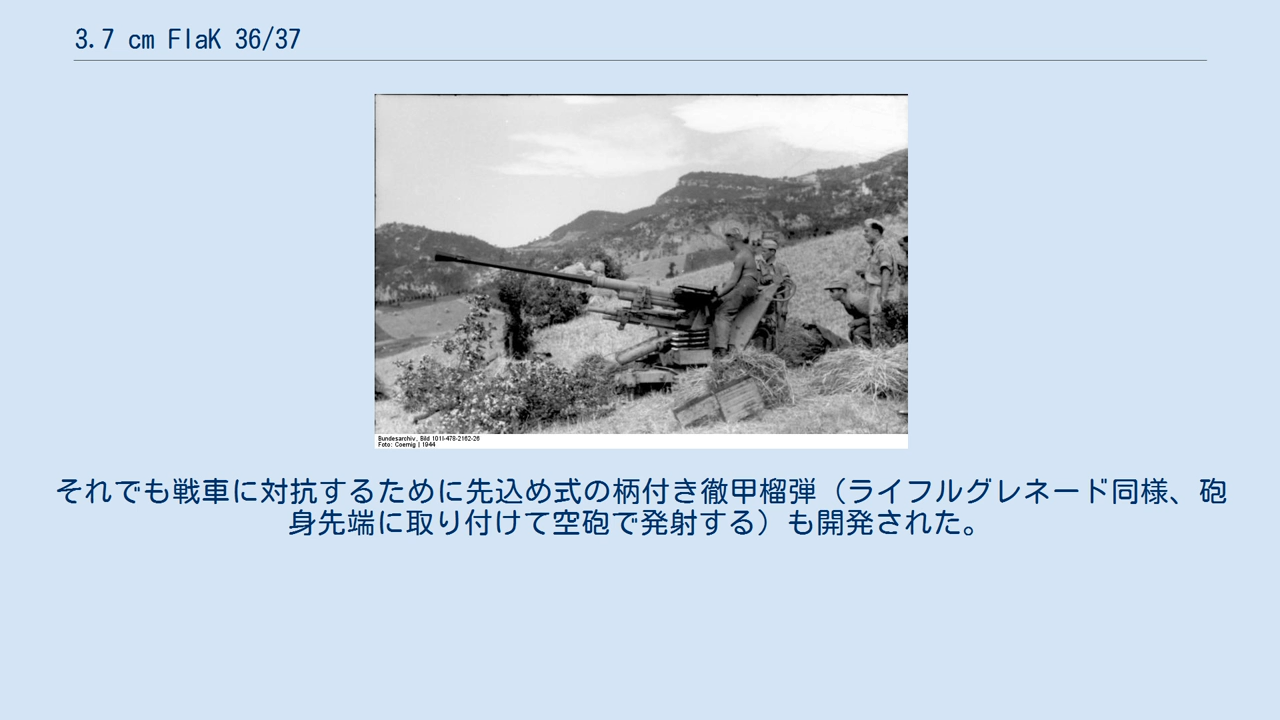 3.7 cm FlaK 36/37
Bundesarchiv, Bild 101I-478-2162-26
Foto: Coernig | 1944
それでも戦車に対抗するために先込め式の柄付き徹甲榴弾（ライフルグレネード同様、砲
身先端に取り付けて空砲で発射する）も開発された。